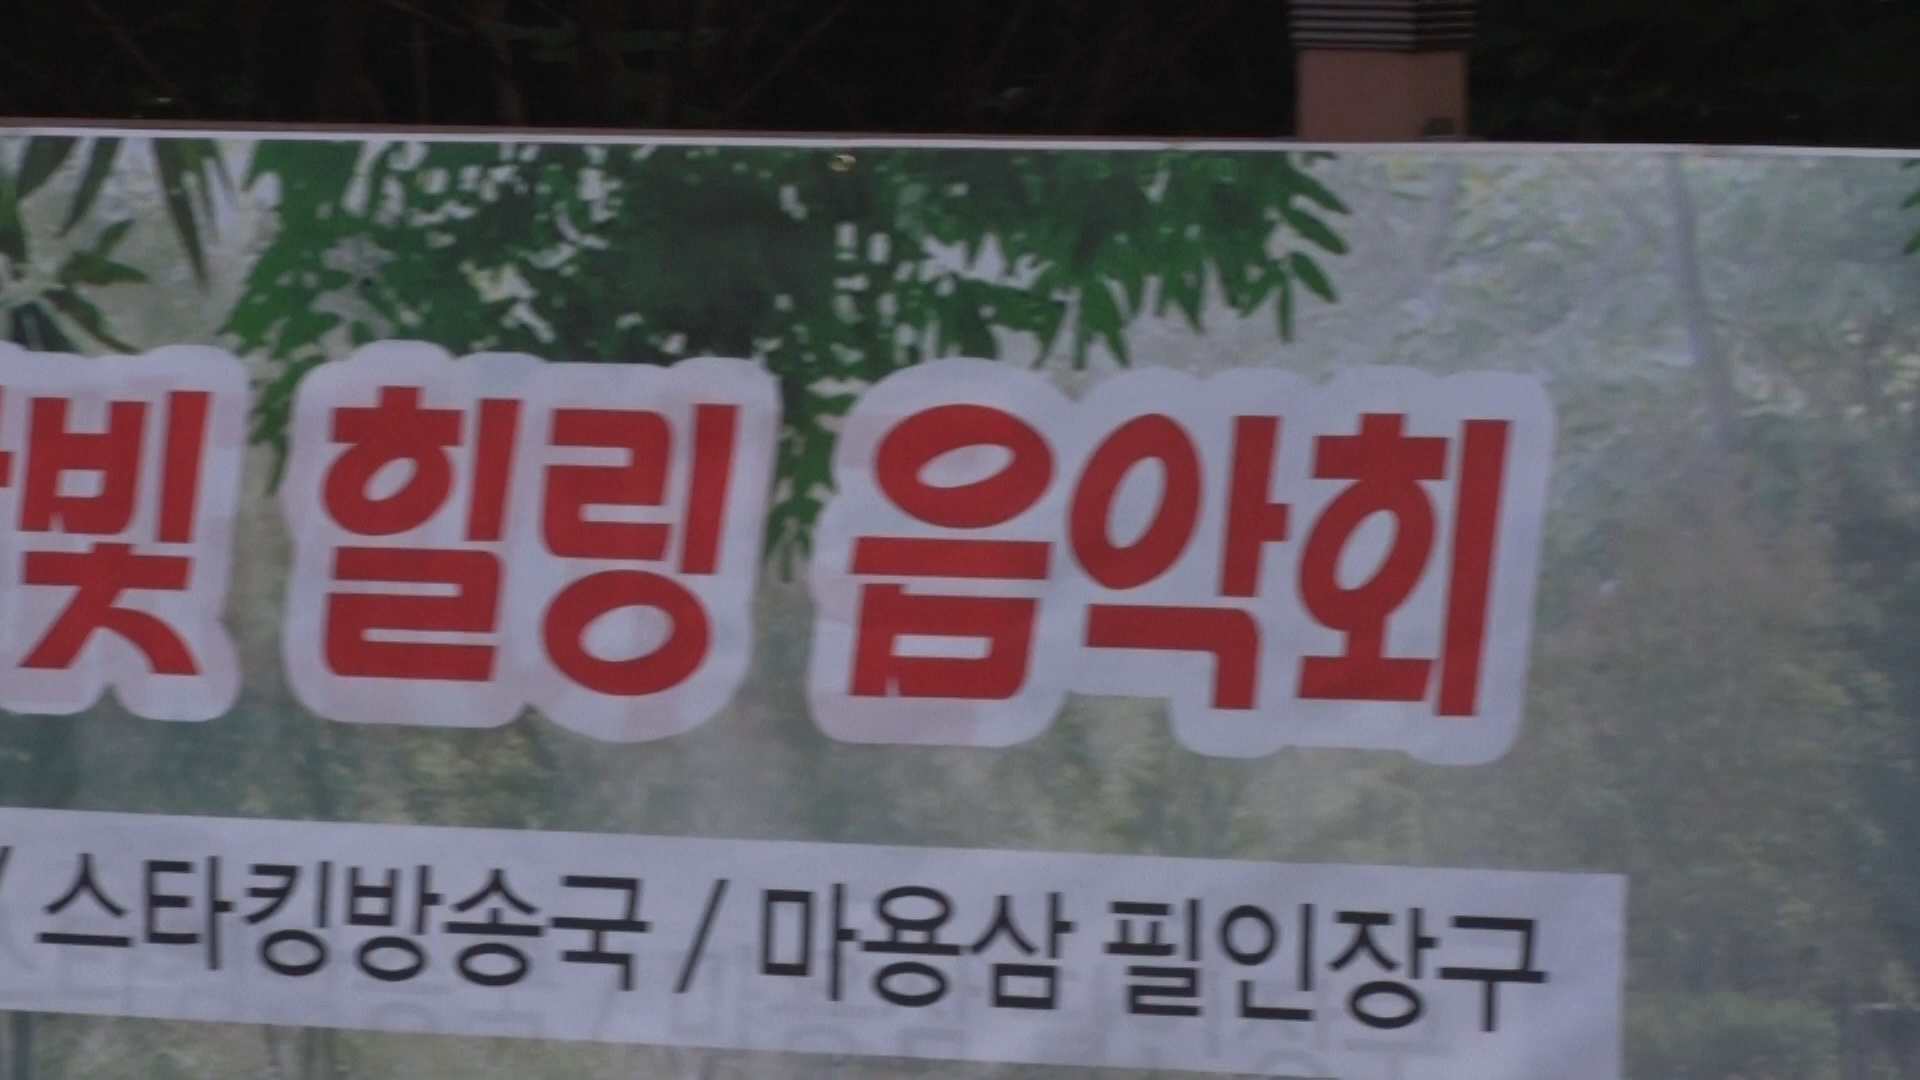 빛 힐링 음악회
/ 스타킹방송국 / 마용삼 필인장구